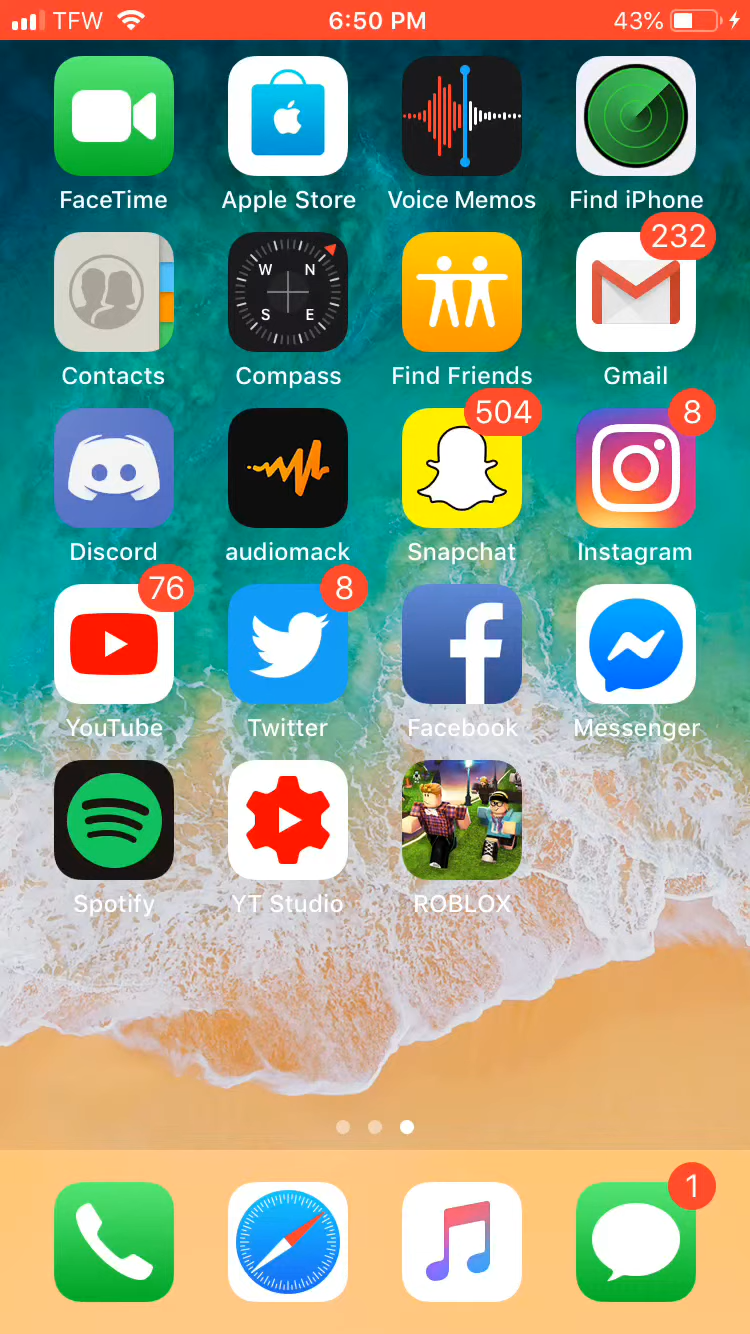 TFW 6:50 PM 43%
FaceTime Apple Store Voice Memos Find iPhone
232
W N
S E
Contacts Compass Find Friends Gmail
504 8
Discord audiomack Snapchat Instagram
76 8
YouTube Twitter Facebook Messenger
Spotify YT Studio ROBLOX
1